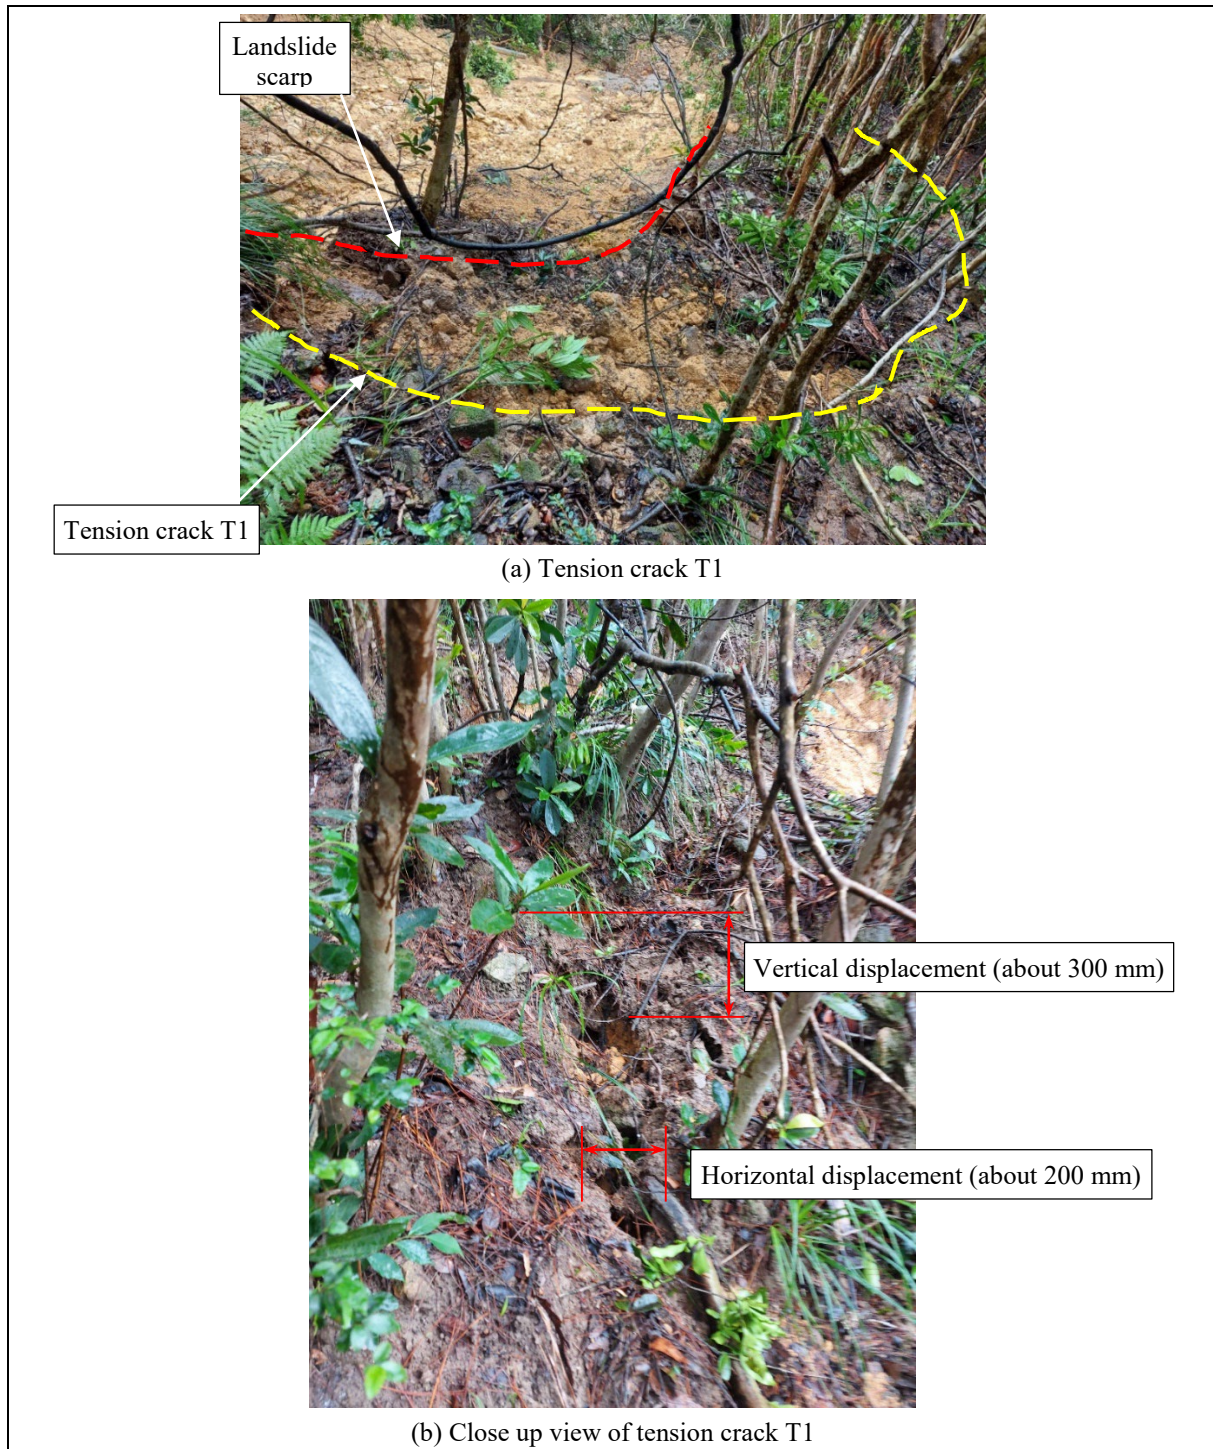 Landslide
scarp
Tension crack T1
(a) Tension crack T1
Vertical displacement (about 300 mm)
Horizontal displacement (about 200 mm)
(b) Close up view of tension crack T1